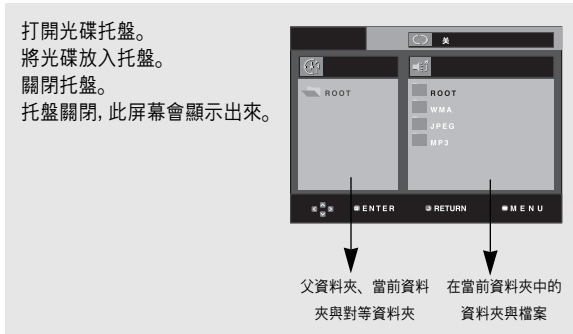 打開光碟托盤。
將光碟放入托盤。
關閉托盤。
托盤關閉, 此屏幕會顯示出來。
美
ROOT
ROOT
WMA
JPEG
MP3
ENTER
RETURN
MENU
父資料夾、當前資料
夾與對等資料夾
在當前資料夾中的
資料夾與檔案